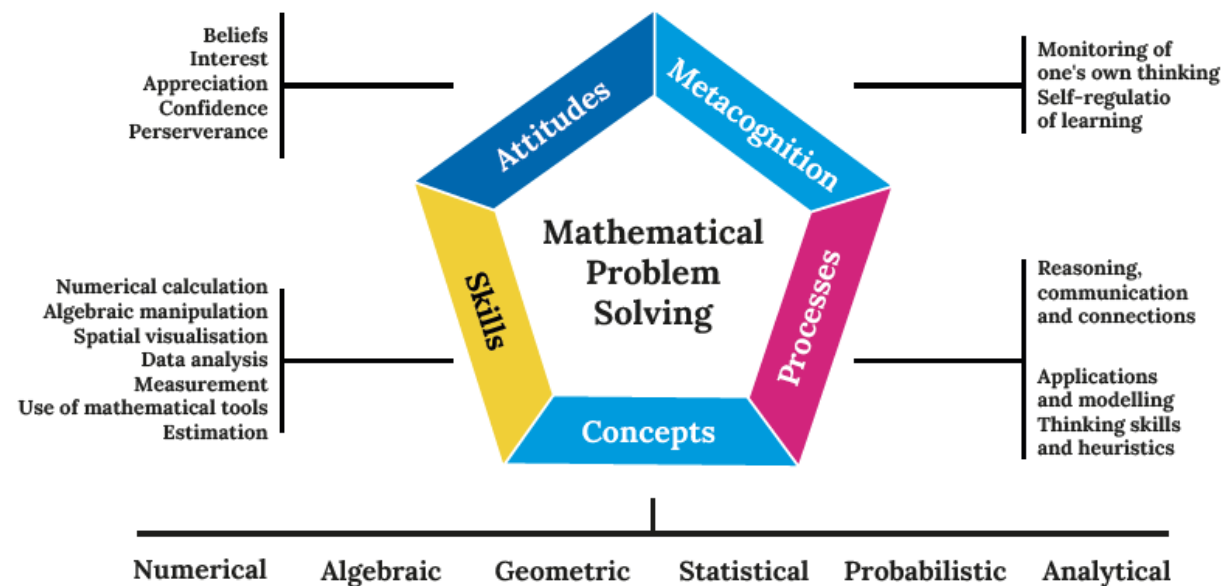 Beliefs
Interest
Appreciation
Confidence
Perserverance
Attitudes
Metacognition
Monitoring of
one's own thinking
Self-regulatio
of learning
Mathematical
Problem
Solving
Numerical calculation
Algebraic manipulation
Spatial visualisation
Data analysis
Measurement
Use of mathematical tools
Estimation
Skills
Processes
Reasoning,
communication
and connections
Applications
and modelling
Thinking skills
and heuristics
Concepts
Numerical
Algebraic
Geometric
Statistical
Probabilistic
Analytical